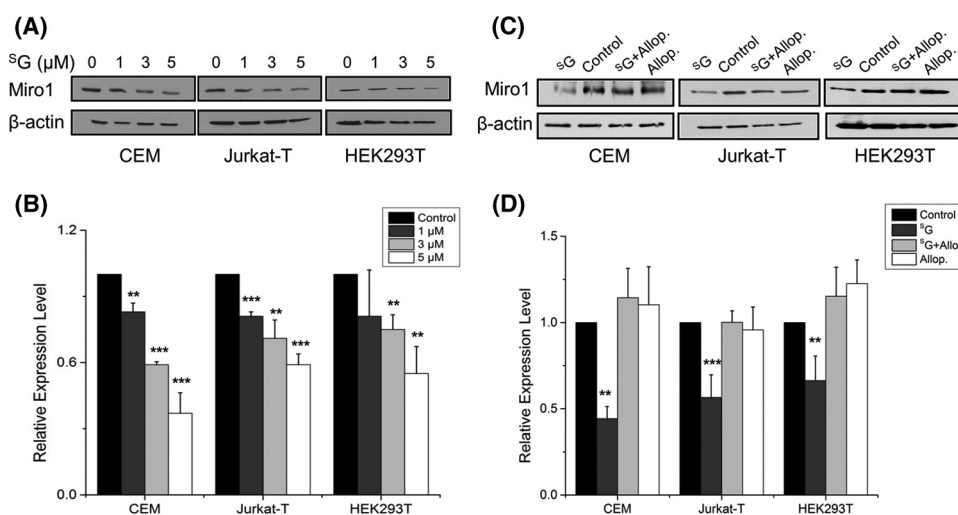 (A)
ˢG (µM) 0 1 3 5 0 1 3 5 0 1 3 5
Miro1
β-actin
CEM Jurkat-T HEK293T
(B)
Control
1 µM
3 µM
5 µM
Relative Expression Level
1.2
0.6
0.0
** *** ***
*** ** ***
** **
CEM Jurkat-T HEK293T
(C)
ˢG Control ˢG+Allop. Allop. ˢG Control ˢG+Allop. Allop. ˢG Control ˢG+Allop. Allop.
Miro1
β-actin
CEM Jurkat-T HEK293T
(D)
Control
ˢG
ˢG+Allo
Allop.
Relative Expression Level
1.5
1.0
0.5
0.0
**
***
**
CEM Jurkat-T HEK293T